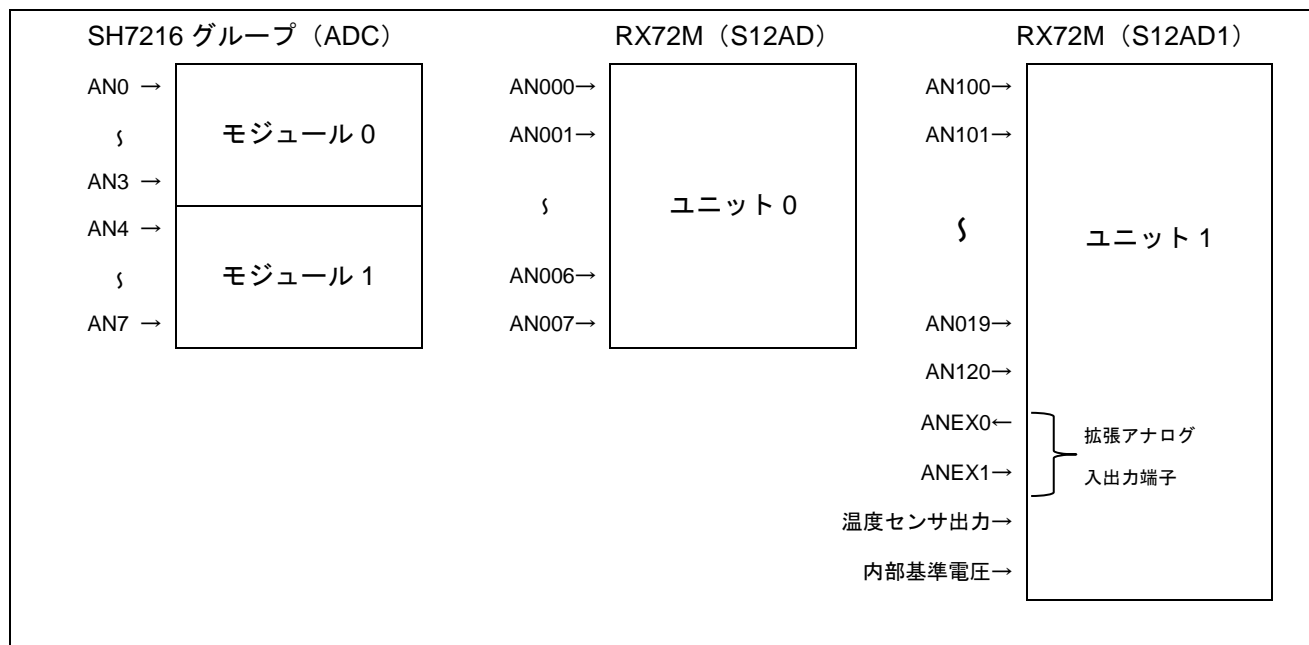 SH7216 グループ（ADC）
AN0 →
∫
AN3 →
AN4 →
∫
AN7 →
モジュール 0
モジュール 1
RX72M（S12AD）
AN000→
AN001→
∫
AN006→
AN007→
ユニット 0
RX72M（S12AD1）
AN100→
AN101→
∫
AN019→
AN120→
ANEX0←
ANEX1→
温度センサ出力→
内部基準電圧→
ユニット 1
拡張アナログ
入出力端子